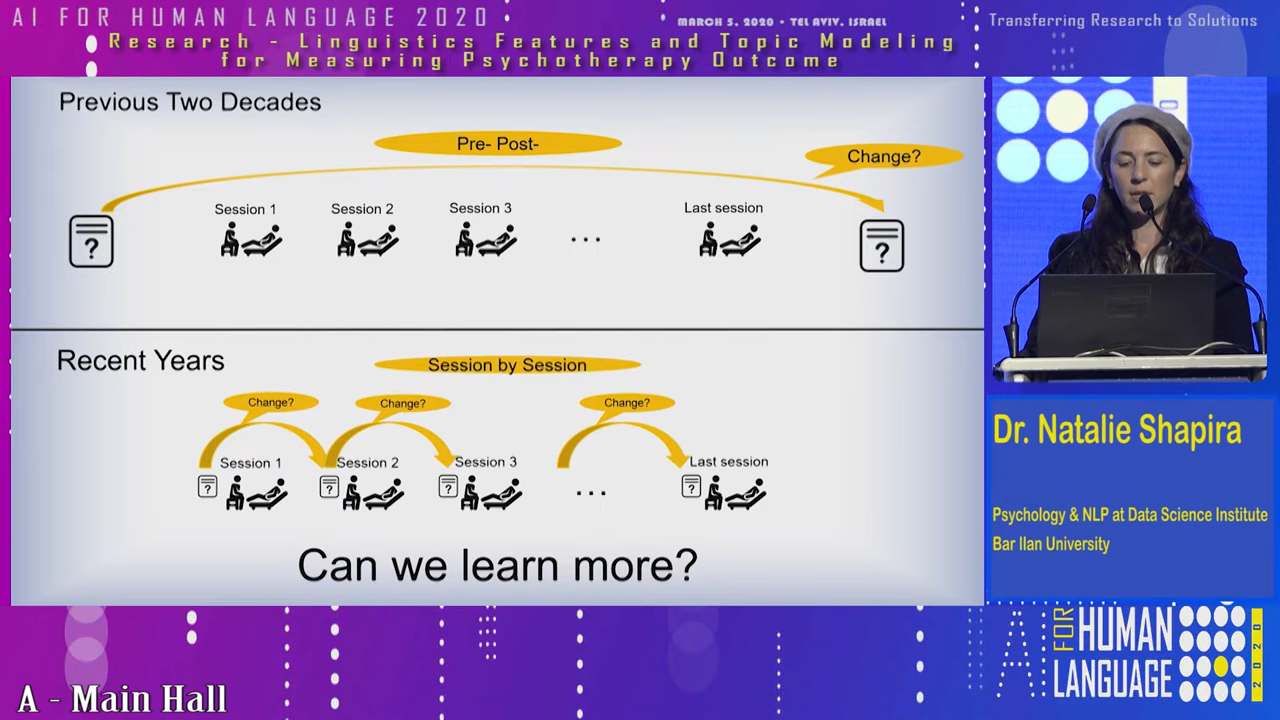 AI FOR HUMAN LANGUAGE 2020
MARCH 5, 2020 - TEL AVIV, ISRAEL
Transferring Research to Solutions
Research - Linguistics Features and Topic Modeling
for Measuring Psychotherapy Outcome
Previous Two Decades
Pre- Post-
Change?
Session 1
Session 2
Session 3
Last session
?
...
?
Recent Years
Session by Session
Change?
Change?
Change?
Session 1
Session 2
Session 3
Last session
?
?
?
...
?
Can we learn more?
Dr. Natalie Shapira
Psychology & NLP at Data Science Institute
Bar Ilan University
A - Main Hall
AI FOR HUMAN
LANGUAGE
2020